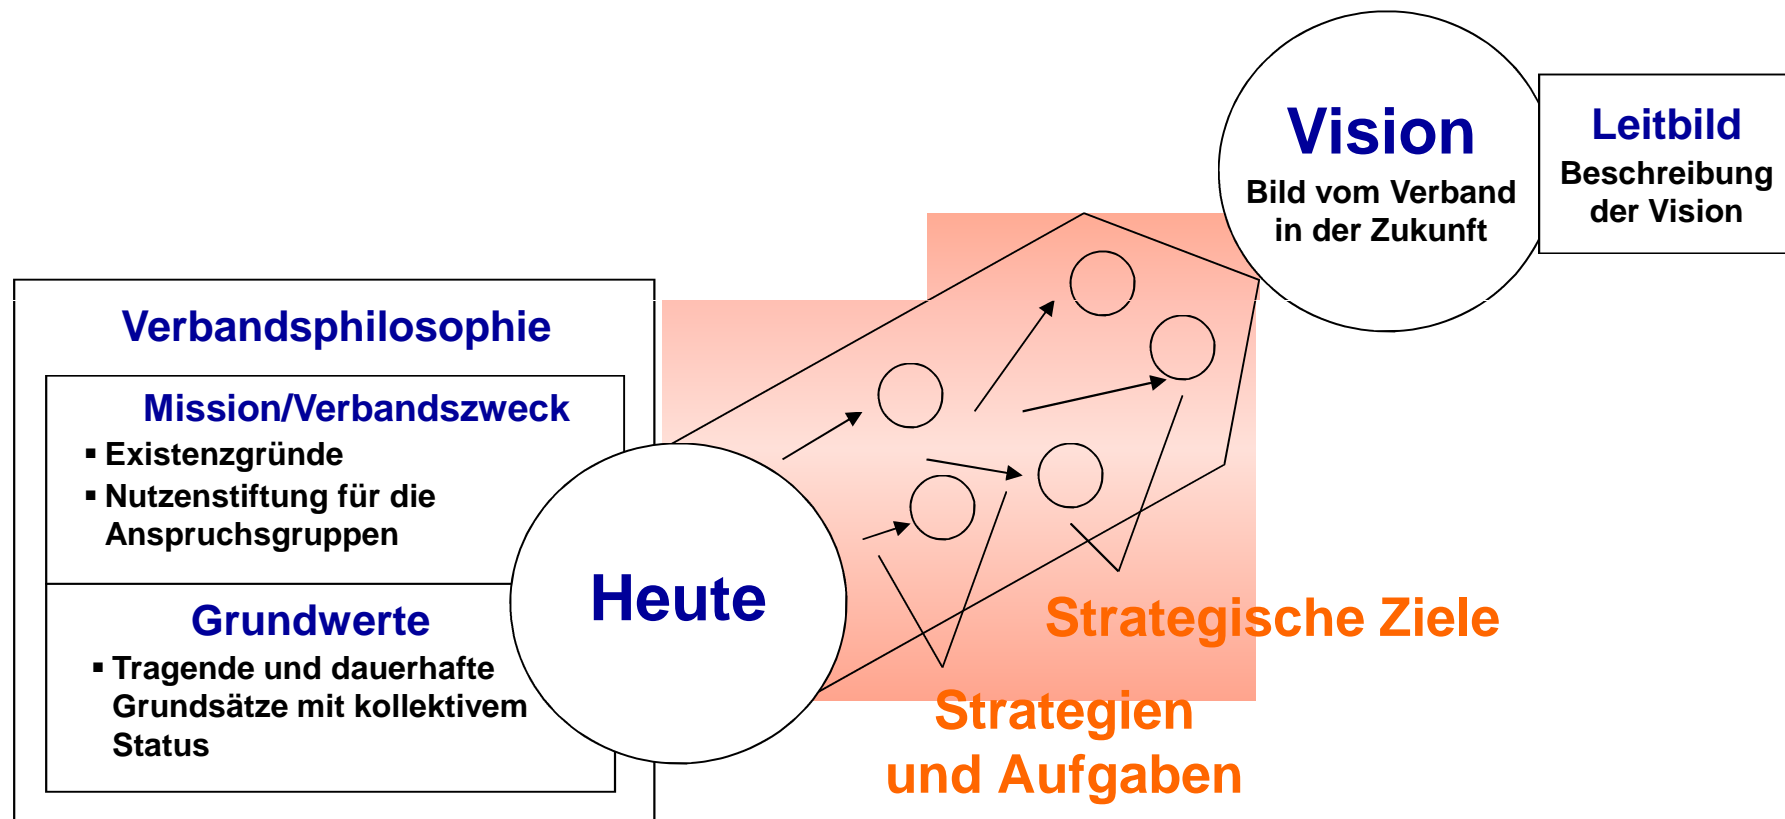 Verbandsphilosophie
Mission/Verbandszweck
▪ Existenzgründe
▪ Nutzenstiftung für die
Anspruchsgruppen
Grundwerte
▪ Tragende und dauerhafte
Grundsätze mit kollektivem
Status
Heute
Strategien
und Aufgaben
Strategische Ziele
Vision
Bild vom Verband
in der Zukunft
Leitbild
Beschreibung
der Vision